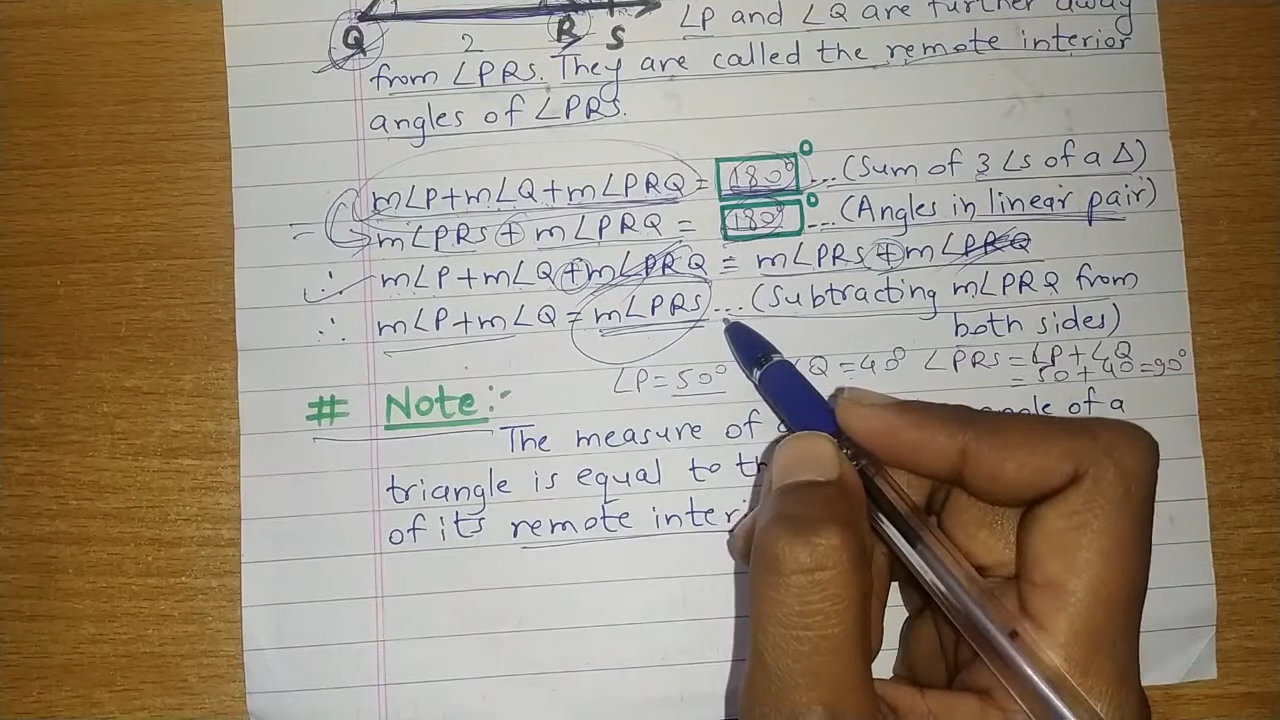 Q 2 R S
∠P and ∠Q are further away
from ∠PRS. They are called the remote interior
angles of ∠PRS.
m∠P+m∠Q+m∠PRQ = 180° ... (Sum of 3 ∠s of a Δ)
= m∠PRS + m∠PRQ = 180° ... (Angles in linear pair)
∴ m∠P+m∠Q+m∠PRQ = m∠PRS+m∠PRQ
∴ m∠P+m∠Q = m∠PRS ... (Subtracting m∠PRQ from
both sides)
∠P = 50° ∠Q = 40° ∠PRS = ∠P+∠Q
= 50 + 40 = 90°
# Note:-
The measure of of a
triangle is equal to
of its remote